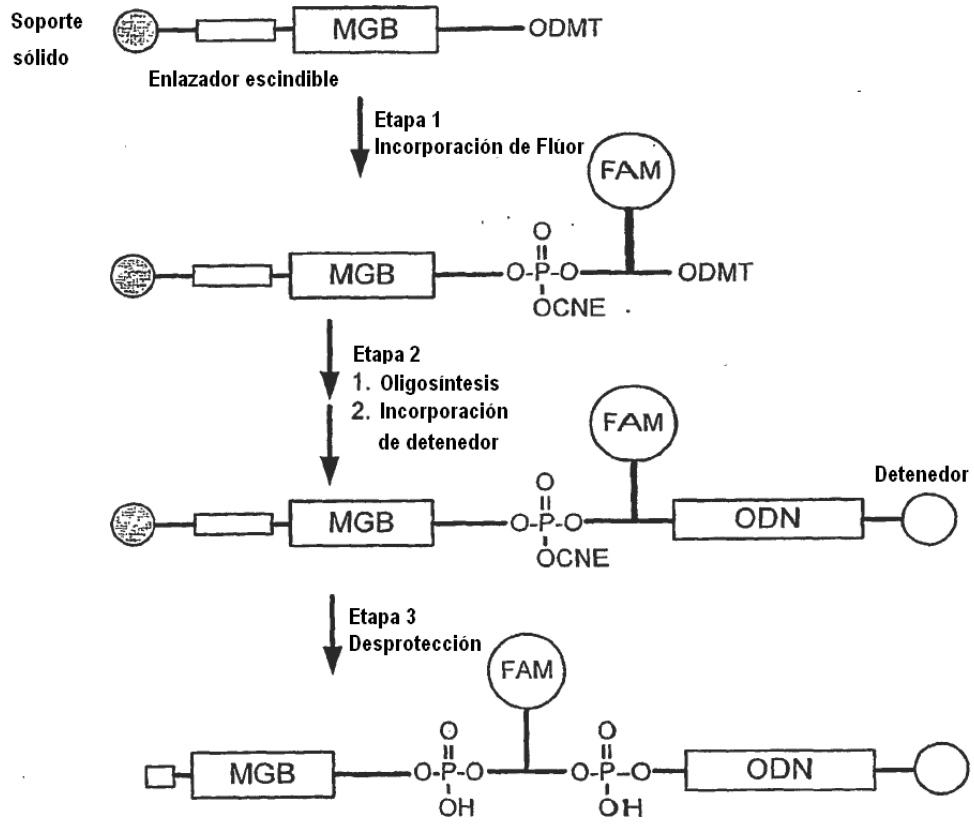 Soporte
sólido
MGB
ODMT
Enlazador escindible
Etapa 1
Incorporación de Flúor
FAM
MGB
O
O-P-O
OCNE
ODMT
Etapa 2
1. Oligosíntesis
2. Incorporación
de detenedor
FAM
Detenedor
MGB
O
O-P-O
OCNE
ODN
Etapa 3
Desprotección
FAM
MGB
O
O-P-O
OH
O
O-P-O
OH
ODN